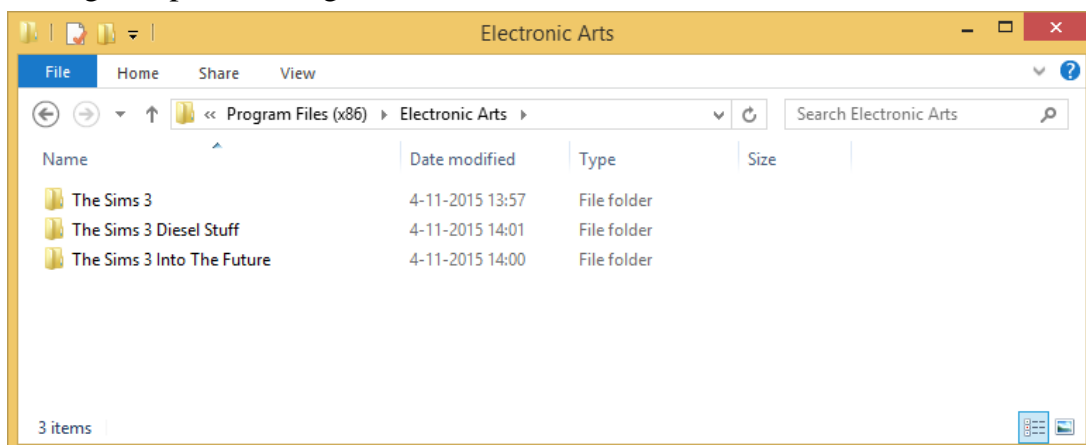 Electronic Arts
File Home Share View
« Program Files (x86) Electronic Arts Search Electronic Arts
Name Date modified Type Size
The Sims 3 4-11-2015 13:57 File folder
The Sims 3 Diesel Stuff 4-11-2015 14:01 File folder
The Sims 3 Into The Future 4-11-2015 14:00 File folder
3 items